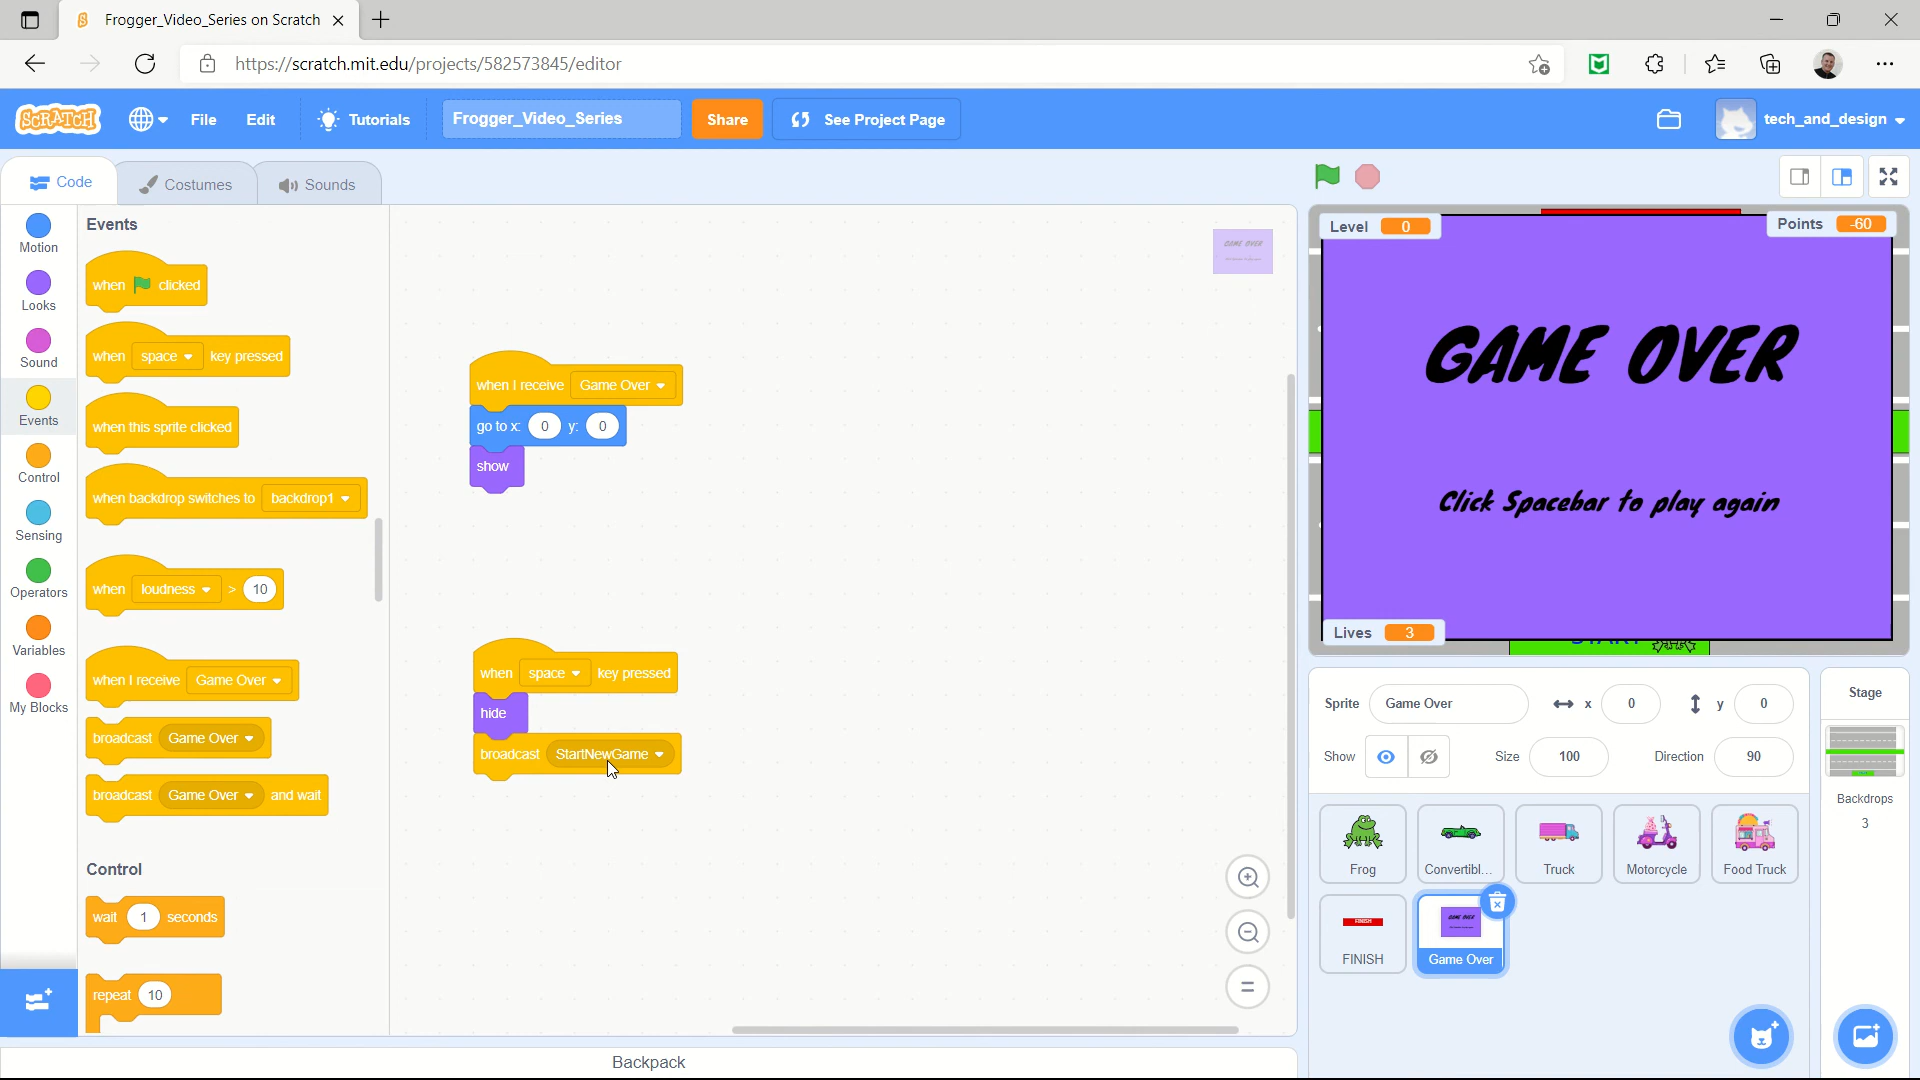 Frogger_Video_Series on Scratch
https://scratch.mit.edu/projects/582573845/editor
SCRATCH File Edit Tutorials Frogger_Video_Series Share See Project Page tech_and_design
Code Costumes Sounds
Motion
Looks
Sound
Events
Control
Sensing
Operators
Variables
My Blocks
Events
when clicked
when space key pressed
when this sprite clicked
when backdrop switches to backdrop1
when loudness > 10
when I receive Game Over
broadcast Game Over
broadcast Game Over and wait
Control
wait 1 seconds
repeat 10
when I receive Game Over
go to x: 0 y: 0
show
when space key pressed
hide
broadcast StartNewGame
GAME OVER
Backpack
Level 0
Points -60
GAME OVER
Click Spacebar to play again
Lives 3
Sprite Game Over x 0 y 0
Show Size 100 Direction 90
Frog Convertibl... Truck Motorcycle Food Truck
FINISH
FINISH
GAME OVER
Game Over
Stage
Backdrops
3